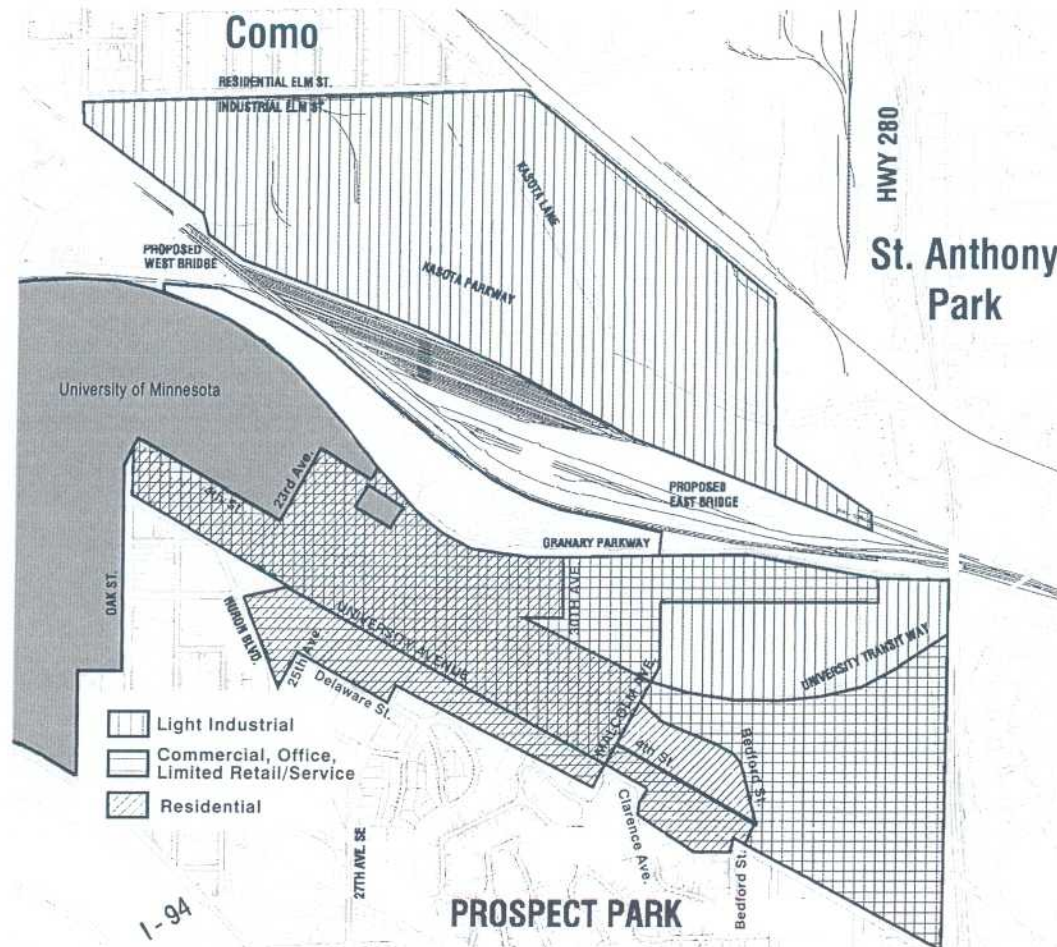 Como
RESIDENTIAL ELM ST.
INDUSTRIAL ELM ST.
KASOTA LANE
HWY 280
PROPOSED
WEST BRIDGE
KASOTA PARKWAY
St. Anthony
Park
University of Minnesota
4th St.
23rd Ave.
PROPOSED
EAST BRIDGE
GRANARY PARKWAY
OAK ST.
30TH AVE.
HURON BLVD.
UNIVERSITY AVENUE
UNIVERSITY TRANSIT WAY
25th Ave.
Delaware St.
MALCOLM AVE.
4th St.
Bedford St.
Light Industrial
Commercial, Office,
Limited Retail/Service
Residential
Clarence Ave.
27TH AVE. SE
Bedford St.
I-94
PROSPECT PARK